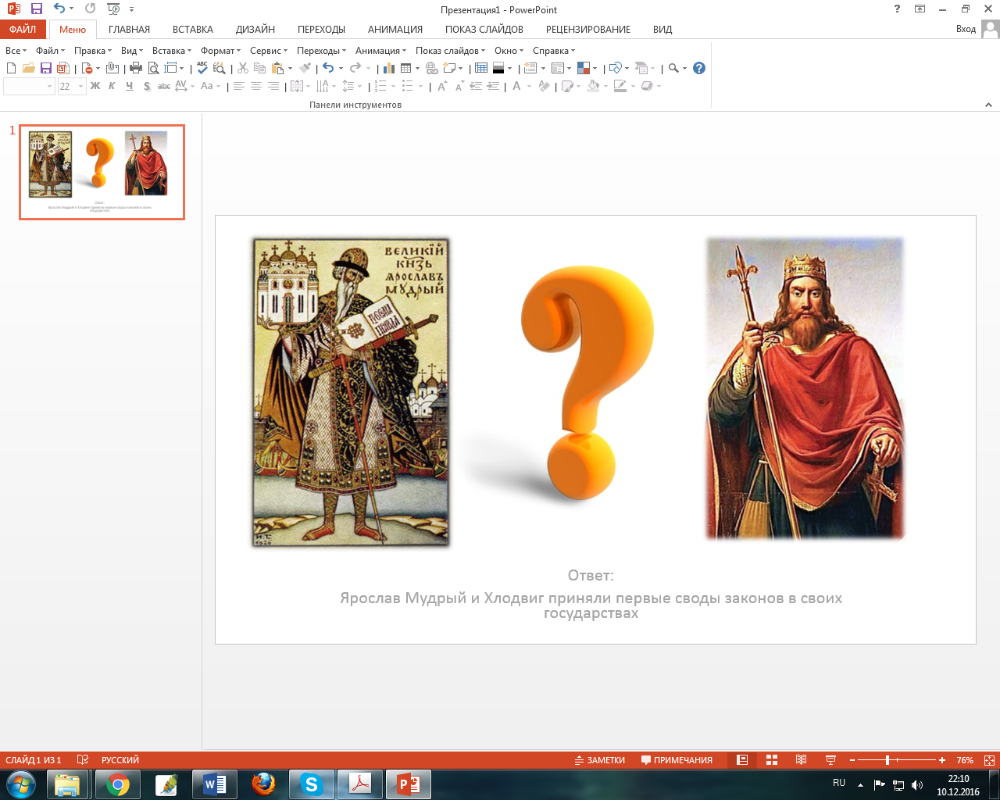 Презентация1 - PowerPoint
ФАЙЛ Меню ГЛАВНАЯ ВСТАВКА ДИЗАЙН ПЕРЕХОДЫ АНИМАЦИЯ ПОКАЗ СЛАЙДОВ РЕЦЕНЗИРОВАНИЕ ВИД Вход
Все Файл Правка Вид Вставка Формат Сервис Переходы Анимация Показ слайдов Окно Справка
ABC
22 Ж К Ч S abc AV Aa A A A
Панели инструментов
1
ВЕЛИКIЙ
КНЗЬ
ЯРОСЛАВЪ
МУДРЫЙ
1926
Ответ:
Ярослав Мудрый и Хлодвиг приняли первые своды законов в своих
государствах
СЛАЙД 1 ИЗ 1 РУССКИЙ ЗАМЕТКИ ПРИМЕЧАНИЯ 76%
RU 22:10
10.12.2016